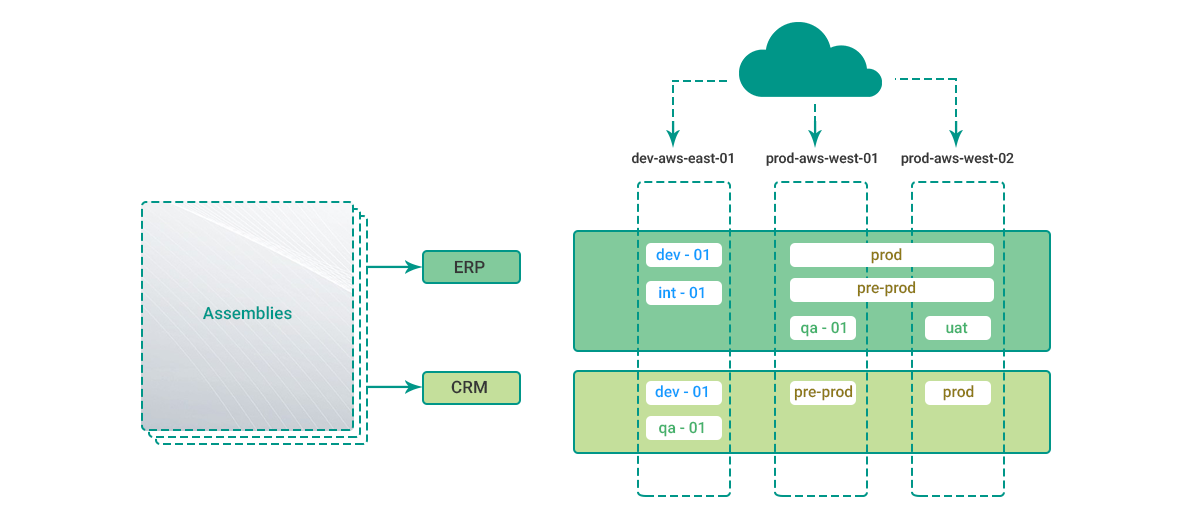 dev-aws-east-01 prod-aws-west-01 prod-aws-west-02
Assemblies
ERP
CRM
dev - 01 prod
int - 01 pre-prod
qa - 01 uat
dev - 01 pre-prod prod
qa - 01